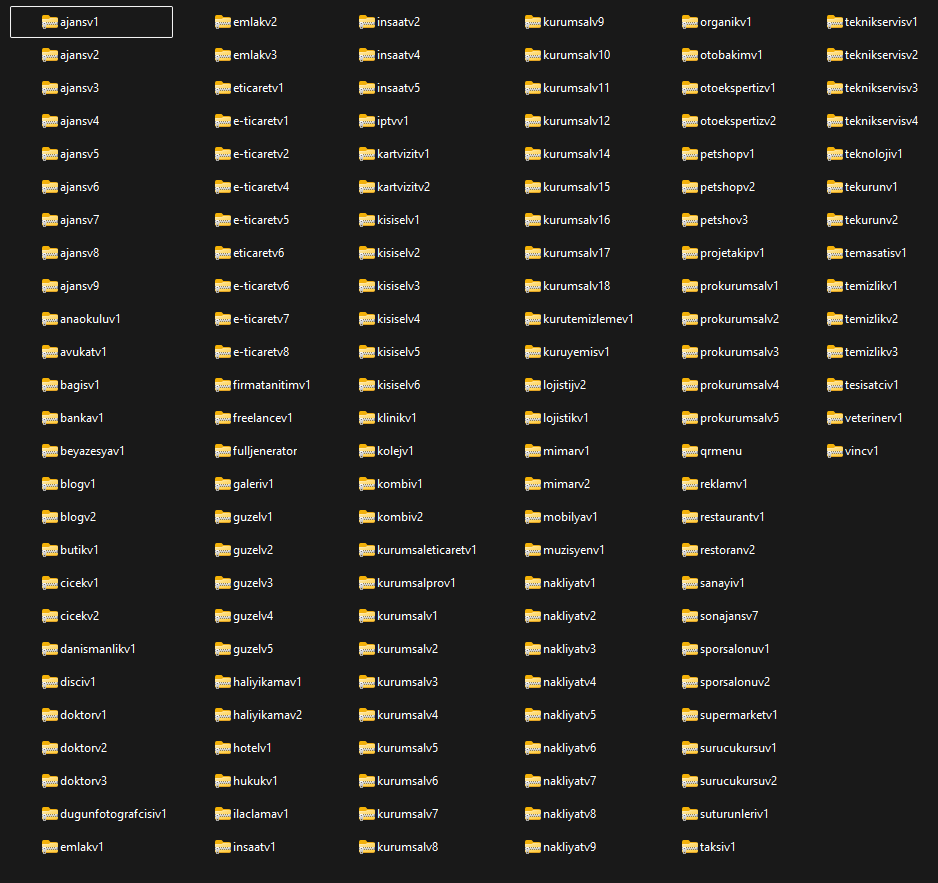 ajansv1
ajansv2
ajansv3
ajansv4
ajansv5
ajansv6
ajansv7
ajansv8
ajansv9
anaokuluv1
avukatv1
bagisv1
bankav1
beyazesyav1
blogv1
blogv2
butikv1
cicekv1
cicekv2
danismanlikv1
disciv1
doktorv1
doktorv2
doktorv3
dugunfotografcisiv1
emlakv1
emlakv2
emlakv3
eticaretv1
e-ticaretv1
e-ticaretv2
e-ticaretv4
e-ticaretv5
eticaretv6
e-ticaretv6
e-ticaretv7
e-ticaretv8
firmatanitimv1
freelancev1
fulljenerator
galeriv1
guzelv1
guzelv2
guzelv3
guzelv4
guzelv5
haliyikamav1
haliyikamav2
hotelv1
hukukv1
ilaclamav1
insaatv1
insaatv2
insaatv4
insaatv5
iptvv1
kartvizitv1
kartvizitv2
kisiselv1
kisiselv2
kisiselv3
kisiselv4
kisiselv5
kisiselv6
klinikv1
kolejv1
kombiv1
kombiv2
kurumsaleticaretv1
kurumsalprov1
kurumsalv1
kurumsalv2
kurumsalv3
kurumsalv4
kurumsalv5
kurumsalv6
kurumsalv7
kurumsalv8
kurumsalv9
kurumsalv10
kurumsalv11
kurumsalv12
kurumsalv14
kurumsalv15
kurumsalv16
kurumsalv17
kurumsalv18
kurutemizlemev1
kuruyemisv1
lojistijv2
lojistikv1
mimarv1
mimarv2
mobilyav1
muzisyenv1
nakliyatv1
nakliyatv2
nakliyatv3
nakliyatv4
nakliyatv5
nakliyatv6
nakliyatv7
nakliyatv8
nakliyatv9
organikv1
otobakimv1
otoekspertizv1
otoekspertizv2
petshopv1
petshopv2
petshov3
projetakipv1
prokurumsalv1
prokurumsalv2
prokurumsalv3
prokurumsalv4
prokurumsalv5
qrmenu
reklamv1
restaurantv1
restoranv2
sanayiv1
sonajansv7
sporsalonuv1
sporsalonuv2
supermarketv1
surucukursuv1
surucukursuv2
suturunleriv1
taksiv1
teknikservisv1
teknikservisv2
teknikservisv3
teknikservisv4
teknolojiv1
tekurunv1
tekurunv2
temasatisv1
temizlikv1
temizlikv2
temizlikv3
tesisatciv1
veterinerv1
vincv1